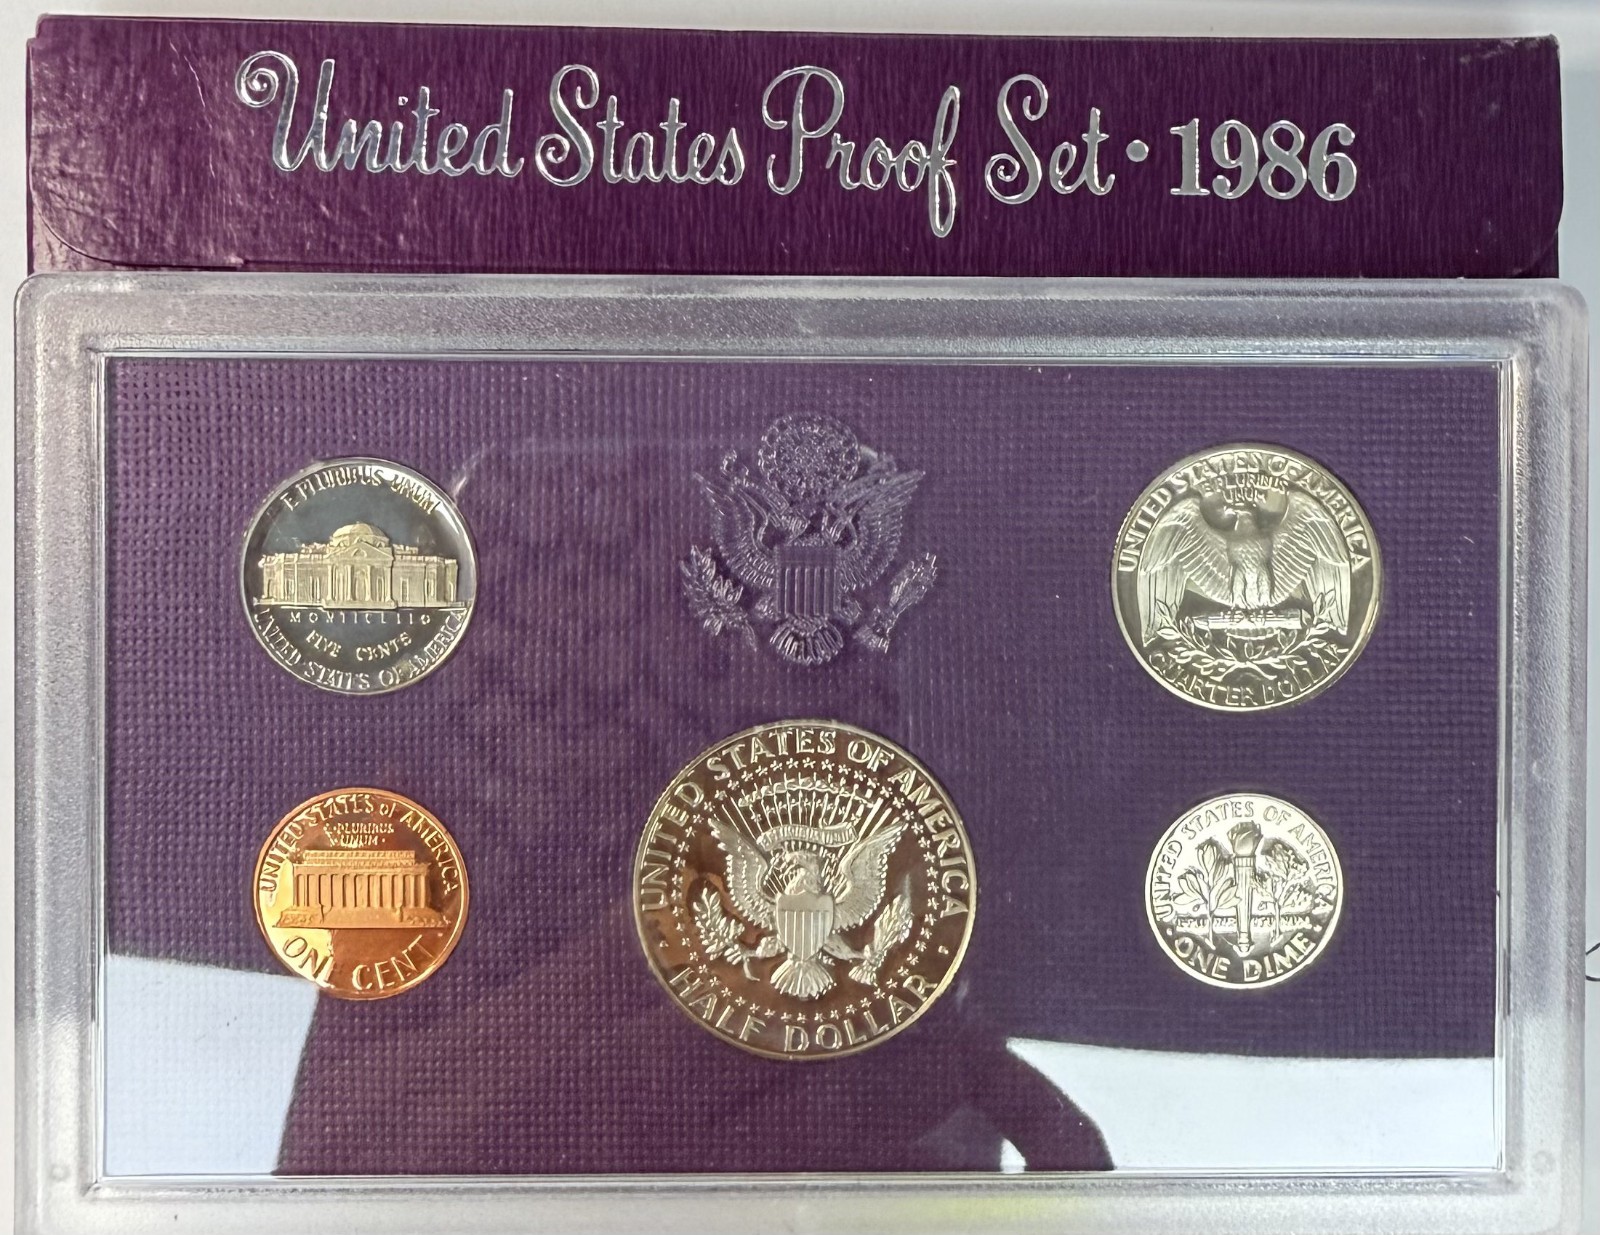 United States Proof Set • 1986
E PLURIBUS UNUM
MONTICELLO
FIVE CENTS
UNITED STATES OF AMERICA
UNITED STATES OF AMERICA
E PLURIBUS
UNUM
QUARTER DOLLAR
UNITED STATES of AMERICA
E PLURIBUS
UNUM
ONE CENT
UNITED STATES OF AMERICA
HALF DOLLAR
UNITED STATES OF AMERICA
ONE DIME